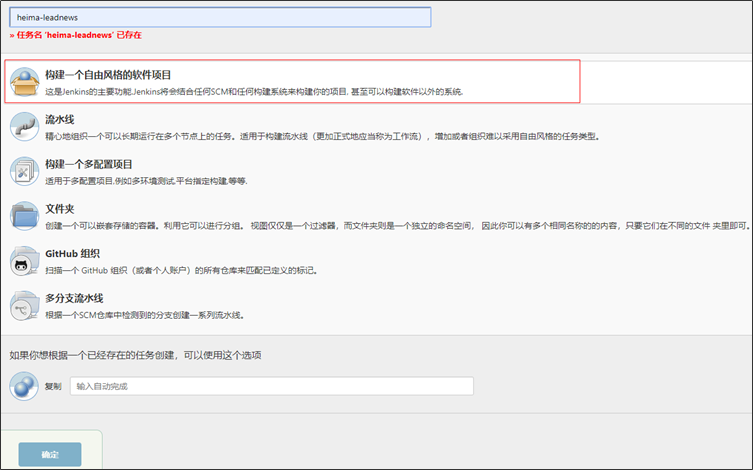 heima-leadnews
» 任务名 ‘heima-leadnews’ 已存在
构建一个自由风格的软件项目
这是Jenkins的主要功能.Jenkins将会结合任何SCM和任何构建系统来构建你的项目, 甚至可以构建软件以外的系统.
流水线
精心地组织一个可以长期运行在多个节点上的任务。适用于构建流水线（更加正式地应当称为工作流），增加或者组织难以采用自由风格的任务类型。
构建一个多配置项目
适用于多配置项目,例如多环境测试,平台指定构建,等等.
文件夹
创建一个可以嵌套存储的容器。利用它可以进行分组。 视图仅仅是一个过滤器，而文件夹则是一个独立的命名空间， 因此你可以有多个相同名称的的内容，只要它们在不同的文件 夹里即可。
GitHub 组织
扫描一个 GitHub 组织（或者个人账户）的所有仓库来匹配已定义的标记。
多分支流水线
根据一个SCM仓库中检测到的分支创建一系列流水线。
如果你想根据一个已经存在的任务创建，可以使用这个选项
复制 输入自动完成
确定